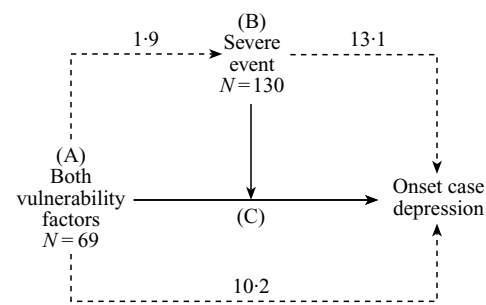 (B)
1·9
Severe
event
N=130
13·1
(A)
Both
vulnerability
factors
N=69
(C)
Onset case
depression
10·2